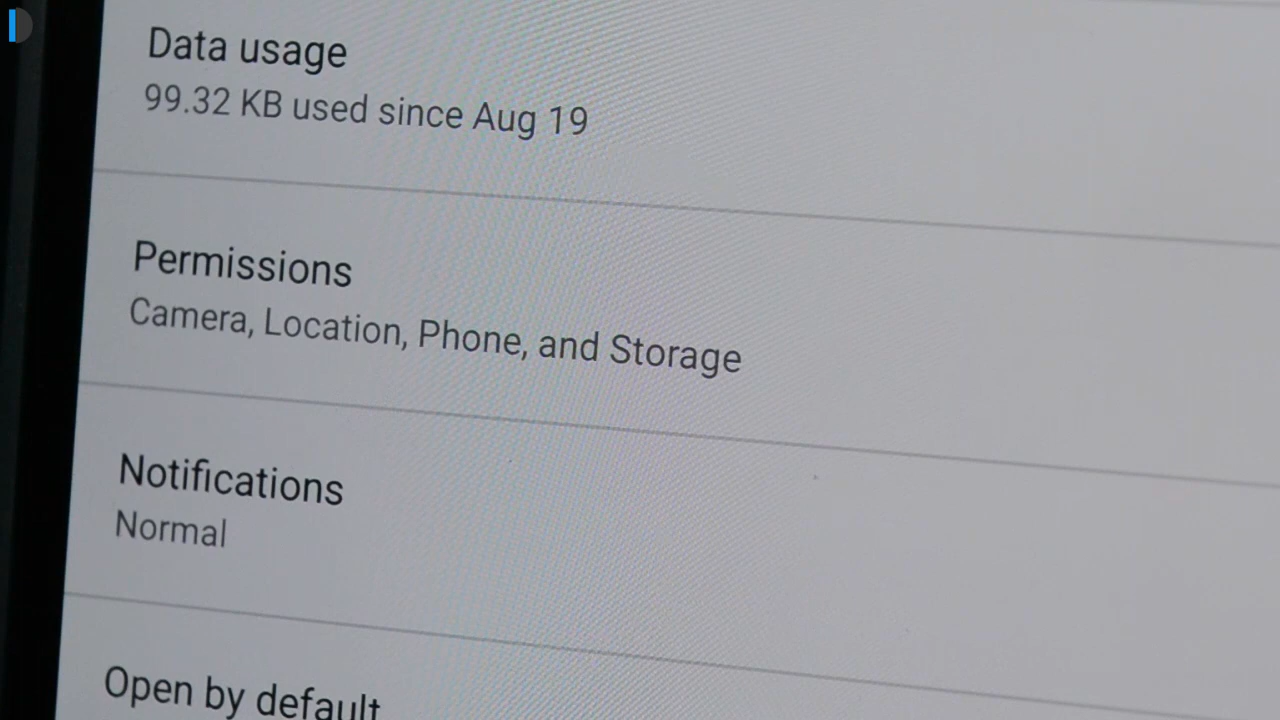 Data usage
99.32 KB used since Aug 19
Permissions
Camera, Location, Phone, and Storage
Notifications
Normal
Open by default